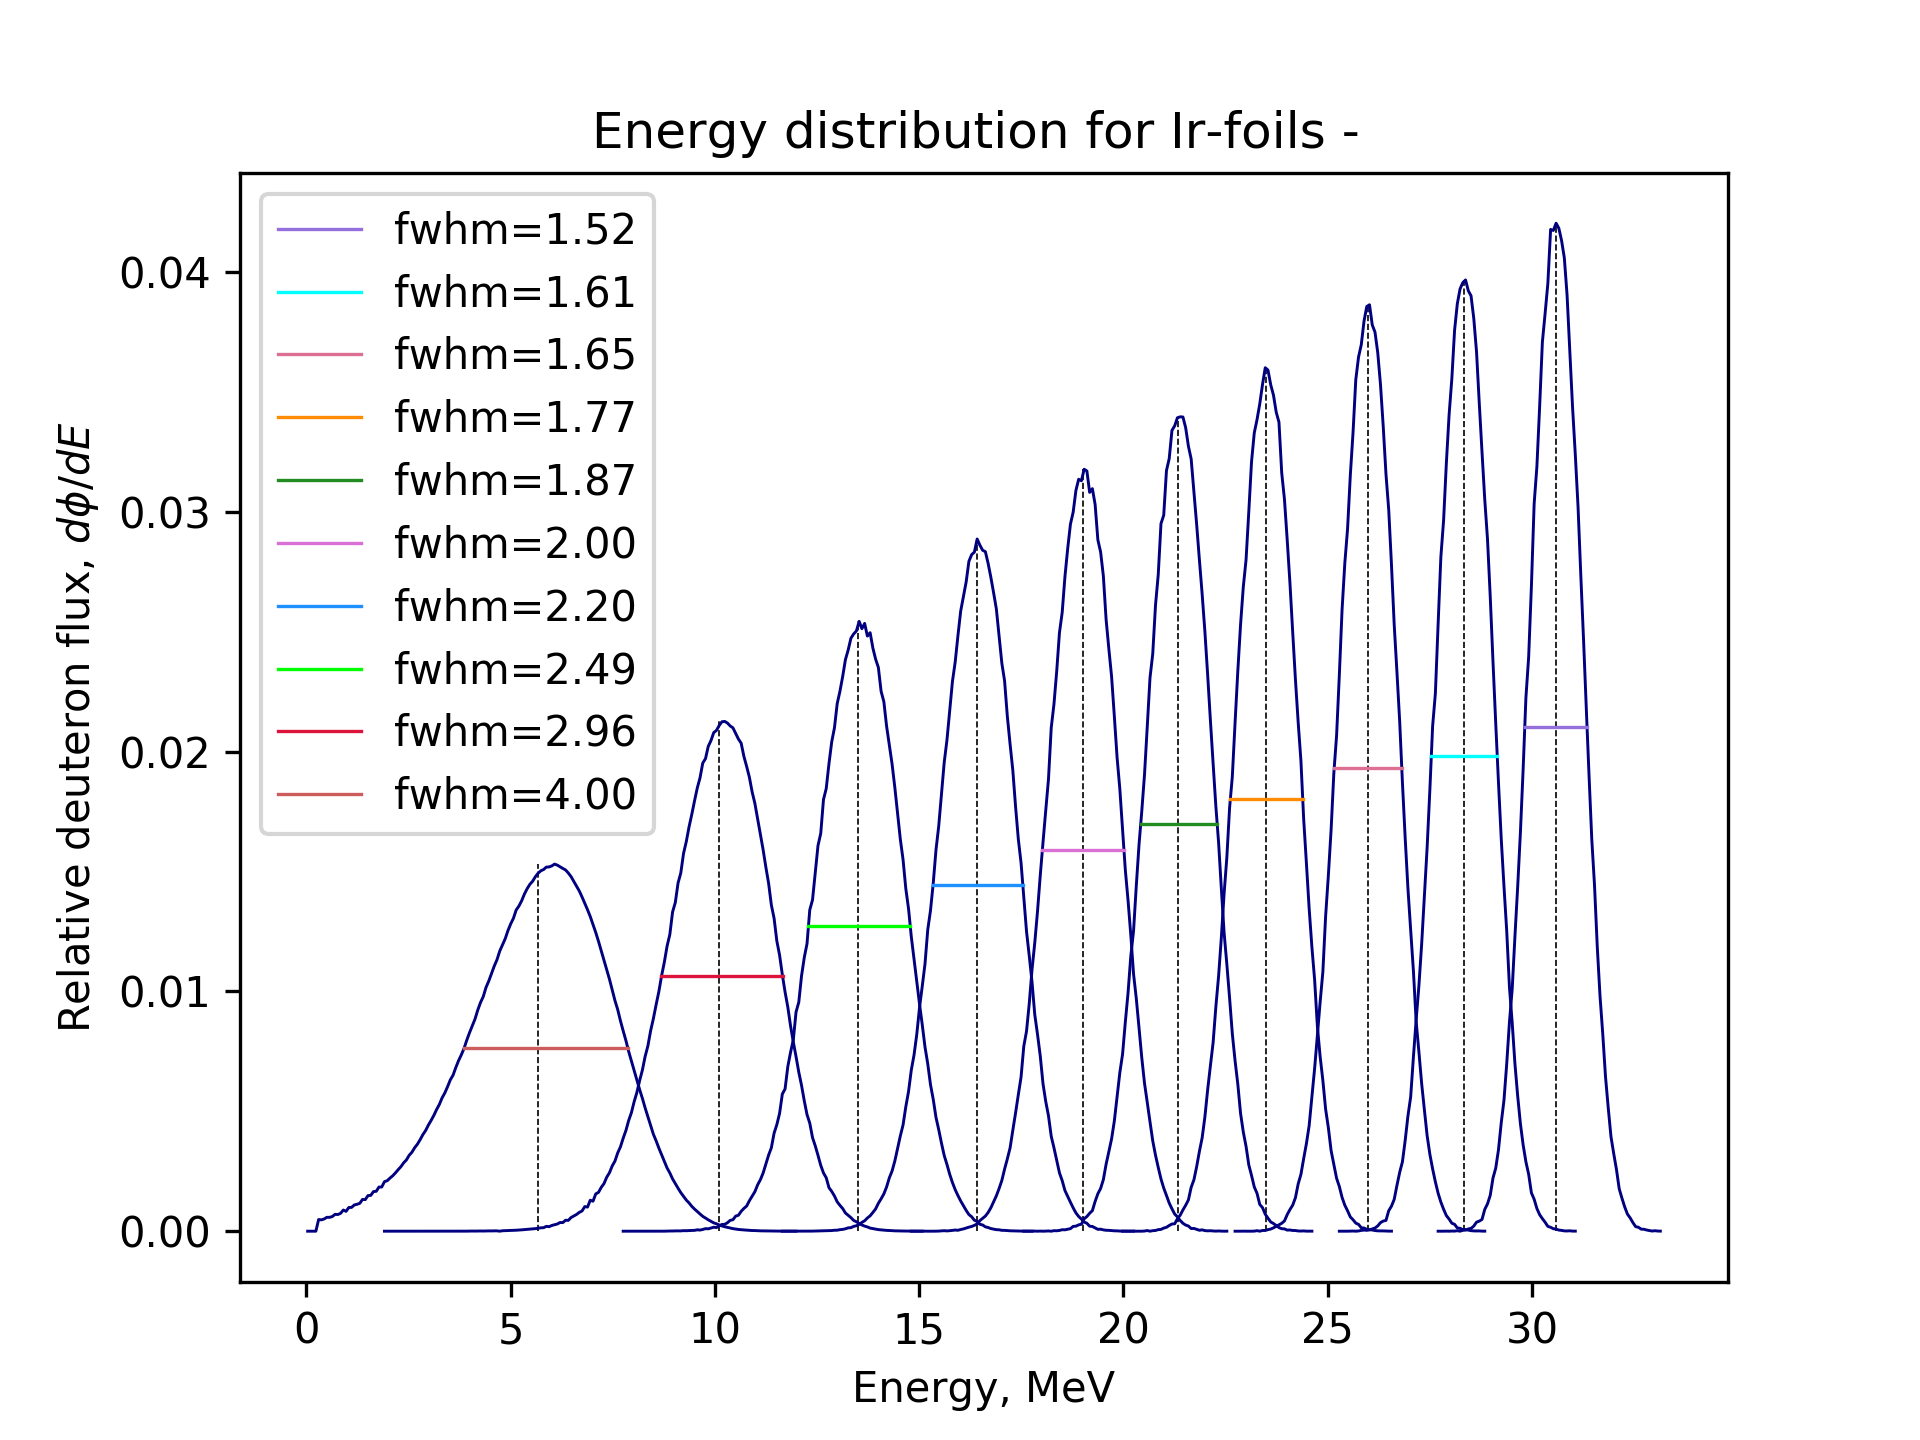 Energy distribution for Ir-foils -
fwhm=1.52
fwhm=1.61
fwhm=1.65
fwhm=1.77
fwhm=1.87
fwhm=2.00
fwhm=2.20
fwhm=2.49
fwhm=2.96
fwhm=4.00
Relative deuteron flux, dϕ/dE
0.04
0.03
0.02
0.01
0.00
0 5 10 15 20 25 30
Energy, MeV